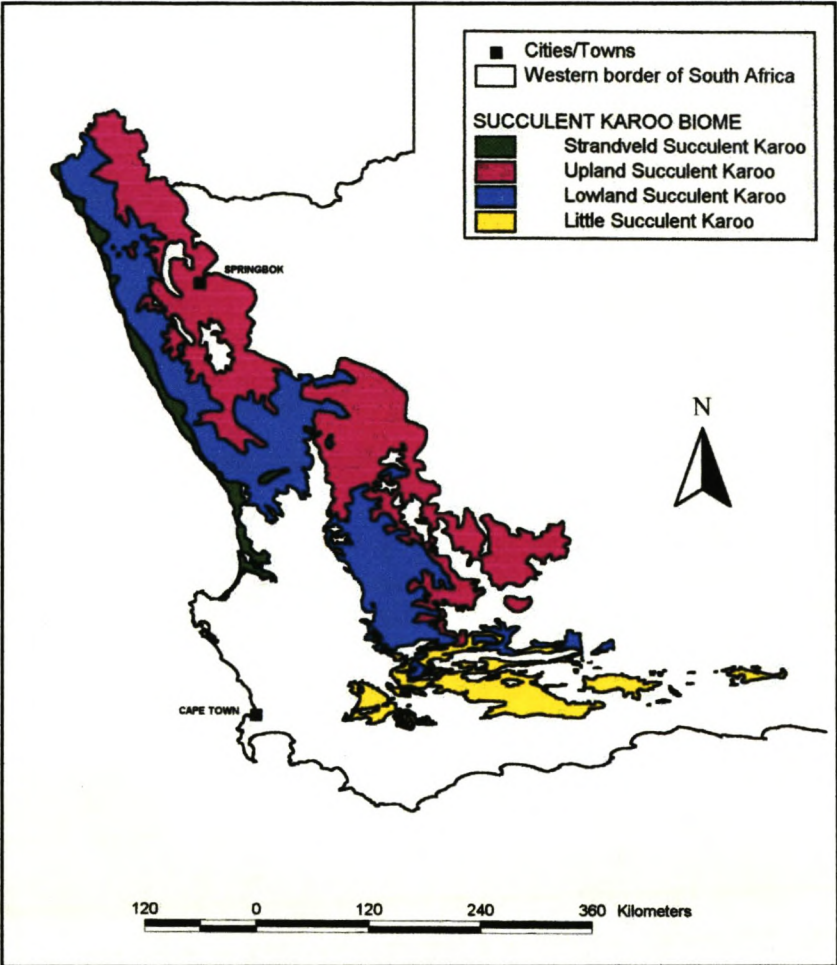 Cities/Towns
Western border of South Africa
SUCCULENT KAROO BIOME
Strandveld Succulent Karoo
Upland Succulent Karoo
Lowland Succulent Karoo
Little Succulent Karoo
SPRINGBOK
N
CAPE TOWN
120 0 120 240 360 Kilometers